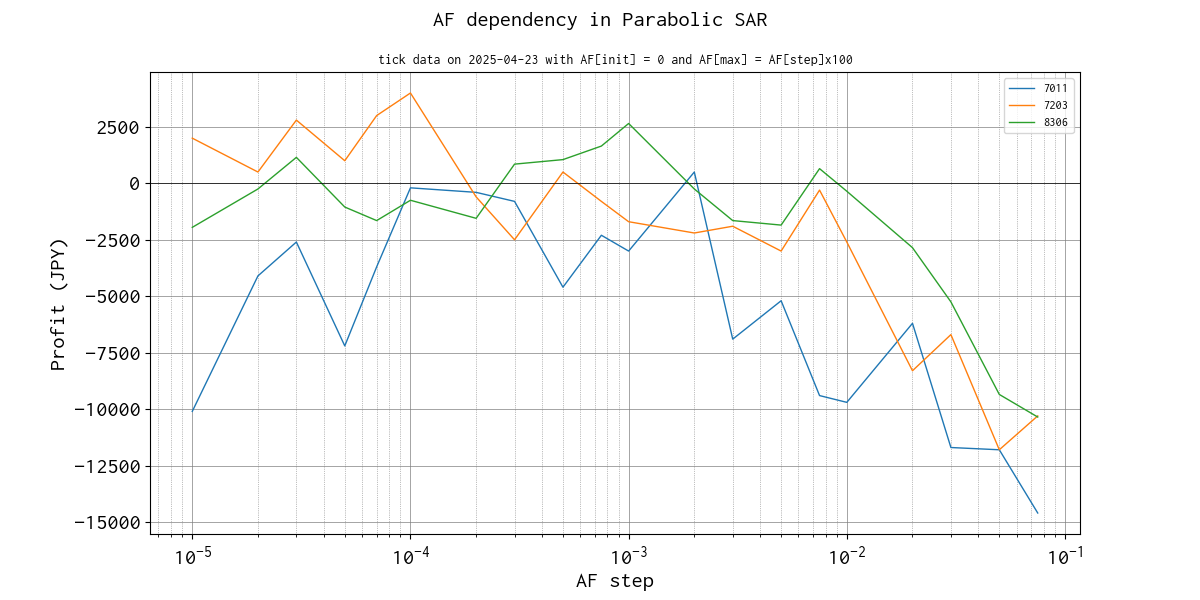 AF dependency in Parabolic SAR
tick data on 2025-04-23 with AF[init] = 0 and AF[max] = AF[step]x100
7011
7203
8306
2500
0
−2500
−5000
−7500
−10000
−12500
−15000
Profit (JPY)
10⁻⁵ 10⁻⁴ 10⁻³ 10⁻² 10⁻¹
AF step